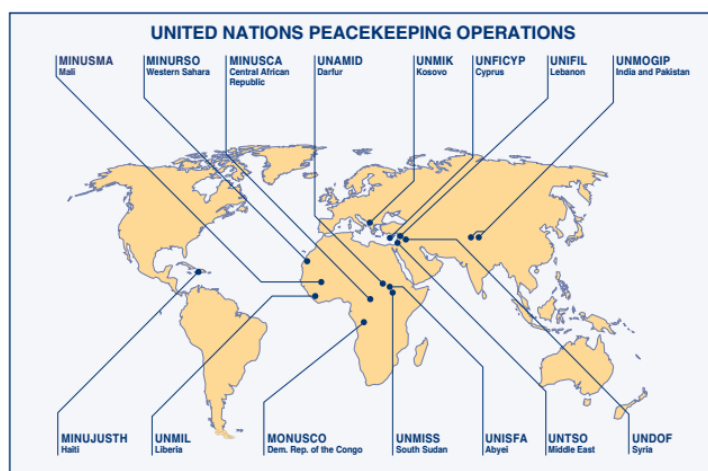 UNITED NATIONS PEACEKEEPING OPERATIONS
MINUSMA
Mali
MINURSO
Western Sahara
MINUSCA
Central African
Republic
UNAMID
Darfur
UNMIK
Kosovo
UNFICYP
Cyprus
UNIFIL
Lebanon
UNMOGIP
India and Pakistan
MINUJUSTH
Haiti
UNMIL
Liberia
MONUSCO
Dem. Rep. of the Congo
UNMISS
South Sudan
UNISFA
Abyei
UNTSO
Middle East
UNDOF
Syria